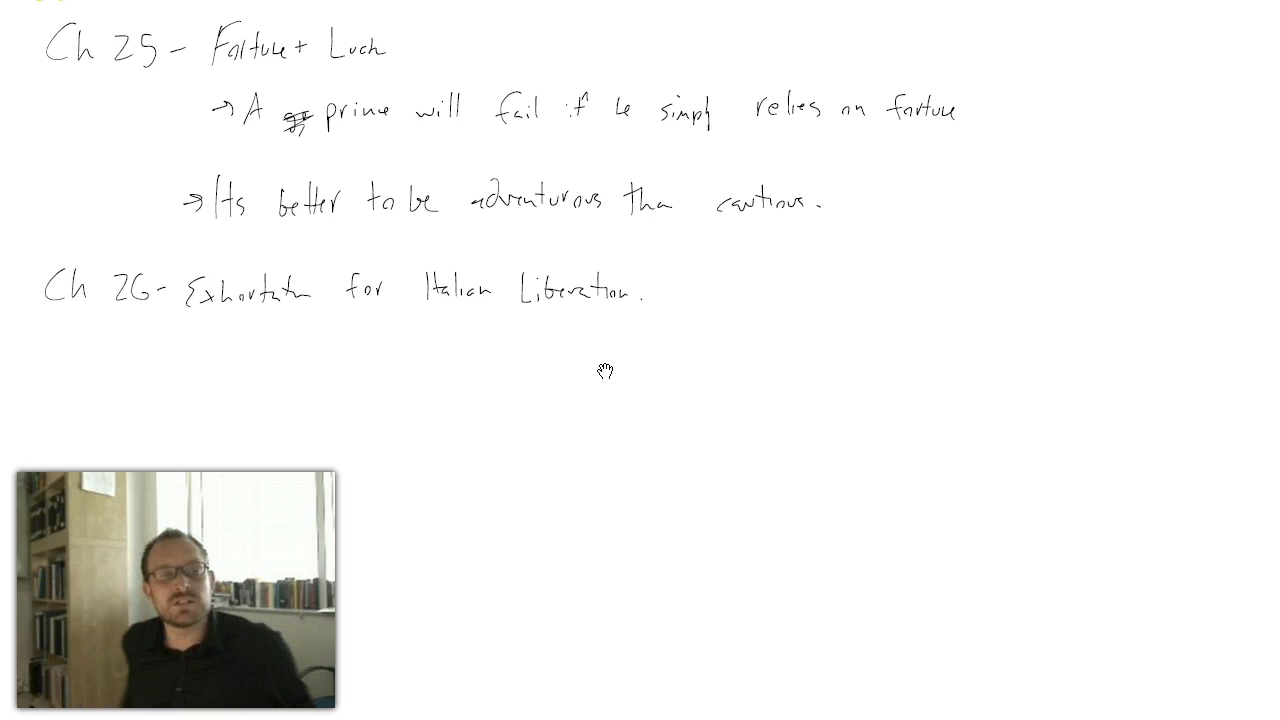 Ch 25 - Fortune + Luck
→ A prince will fail if he simply relies on fortune
→ Its better to be adventurous than cautious.
Ch 26 - Exhortation for Italian Liberation.